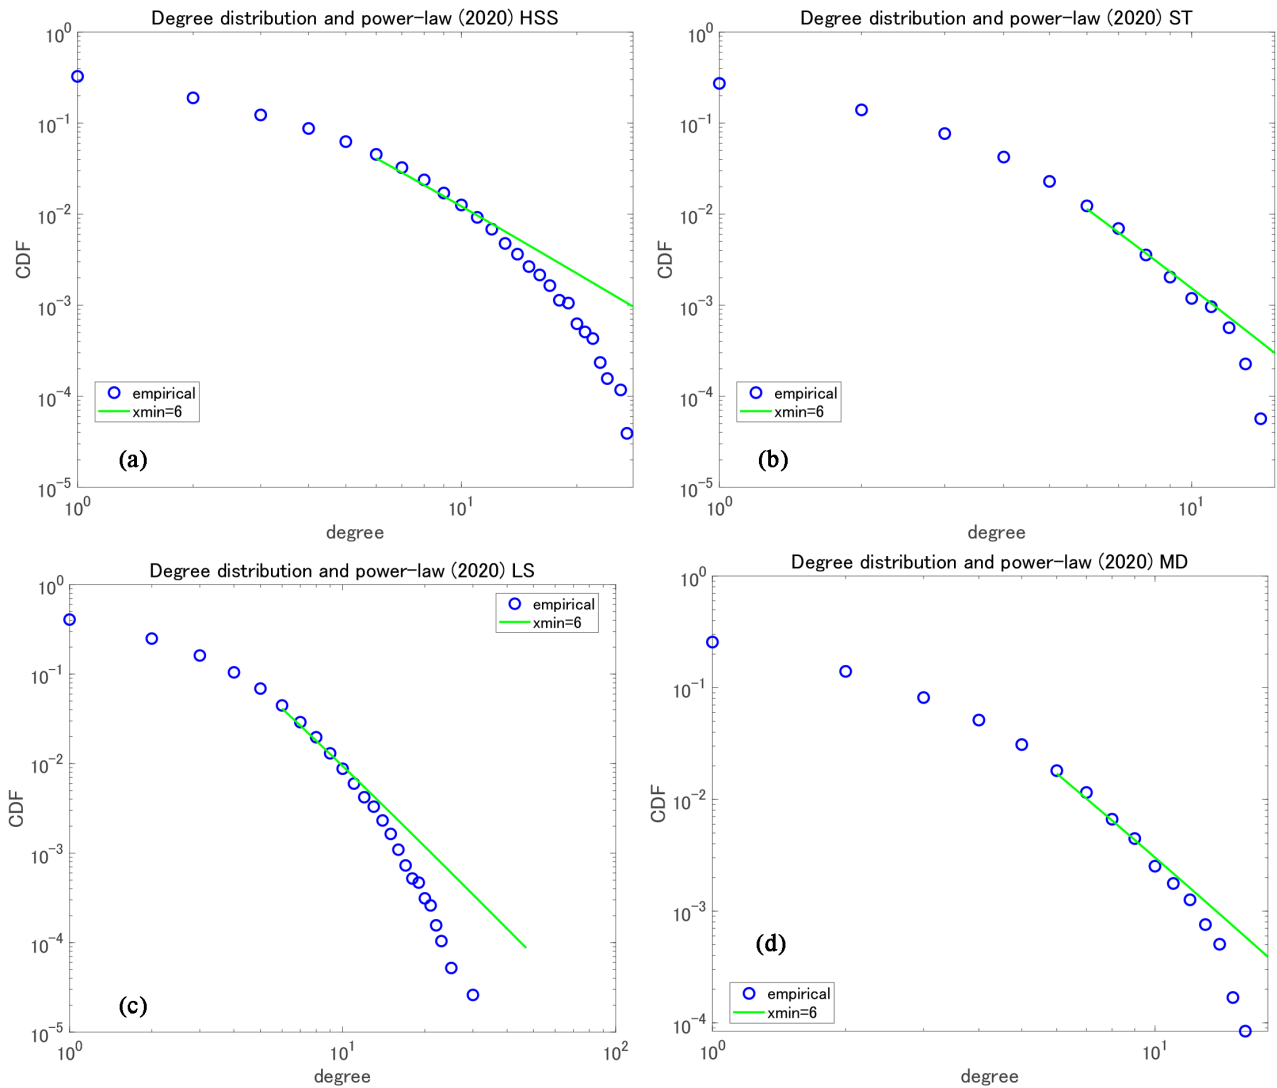 Degree distribution and power-law (2020) HSS
10^0
10^-1
10^-2
10^-3
10^-4
10^-5
CDF
empirical
xmin=6
(a)
10^0
10^1
degree
Degree distribution and power-law (2020) ST
10^0
10^-1
10^-2
10^-3
10^-4
10^-5
CDF
empirical
xmin=6
(b)
10^0
10^1
degree
Degree distribution and power-law (2020) LS
10^0
10^-1
10^-2
10^-3
10^-4
10^-5
CDF
empirical
xmin=6
(c)
10^0
10^1
10^2
degree
Degree distribution and power-law (2020) MD
10^0
10^-1
10^-2
10^-3
10^-4
CDF
(d)
empirical
xmin=6
10^0
10^1
degree